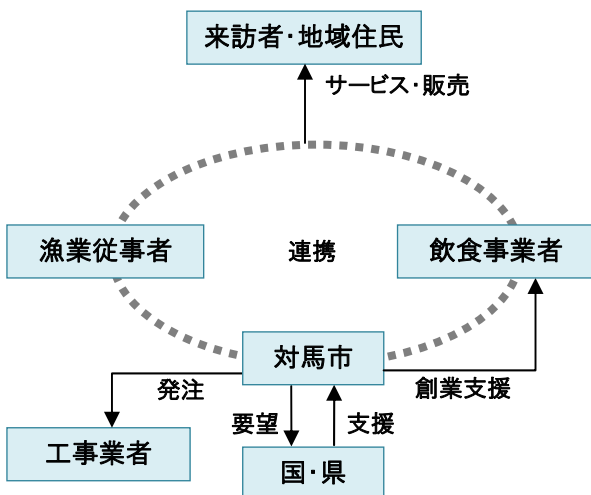 来訪者・地域住民
サービス・販売
漁業従事者
連携
飲食事業者
対馬市
発注
創業支援
要望
支援
工事業者
国・県